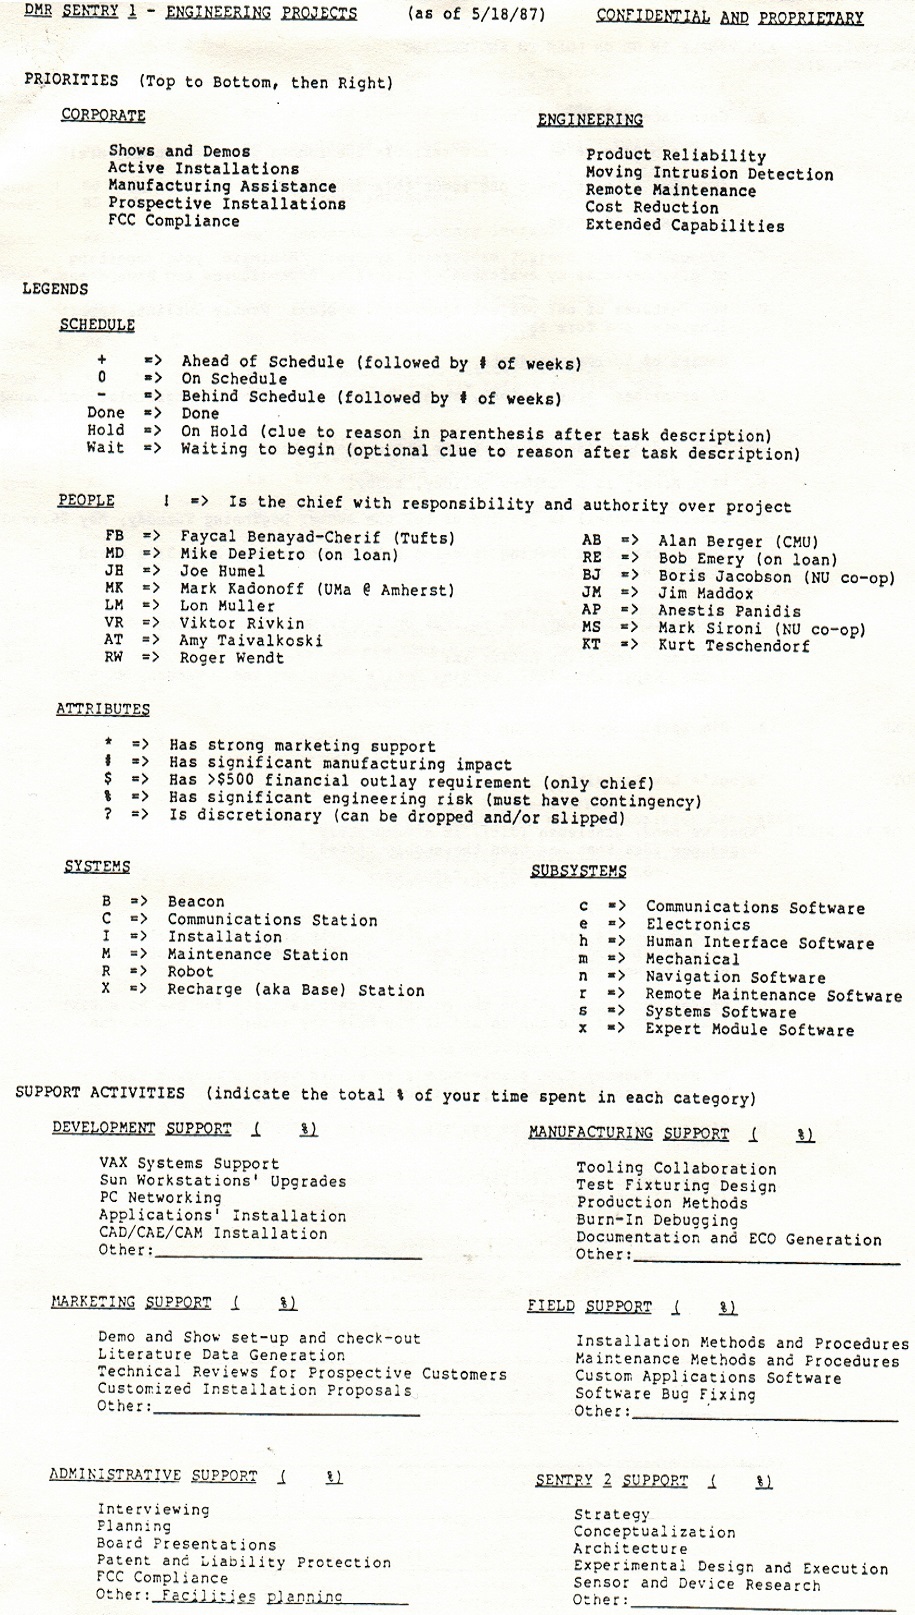 DMR SENTRY 1 - ENGINEERING PROJECTS (as of 5/18/87) CONFIDENTIAL AND PROPRIETARY
PRIORITIES (Top to Bottom, then Right)
CORPORATE
Shows and Demos
Active Installations
Manufacturing Assistance
Prospective Installations
FCC Compliance
ENGINEERING
Product Reliability
Moving Intrusion Detection
Remote Maintenance
Cost Reduction
Extended Capabilities
LEGENDS
SCHEDULE
+ => Ahead of Schedule (followed by # of weeks)
0 => On Schedule
- => Behind Schedule (followed by # of weeks)
Done => Done
Hold => On Hold (clue to reason in parenthesis after task description)
Wait => Waiting to begin (optional clue to reason after task description)
PEOPLE ! => Is the chief with responsibility and authority over project
FB => Faycal Benayad-Cherif (Tufts)
MD => Mike DePietro (on loan)
JH => Joe Humel
MK => Mark Kadonoff (UMa @ Amherst)
LM => Lon Muller
VR => Viktor Rivkin
AT => Amy Taivalkoski
RW => Roger Wendt
AB => Alan Berger (CMU)
RE => Bob Emery (on loan)
BJ => Boris Jacobson (NU co-op)
JM => Jim Maddox
AP => Anestis Panidis
MS => Mark Sironi (NU co-op)
KT => Kurt Teschendorf
ATTRIBUTES
* => Has strong marketing support
# => Has significant manufacturing impact
$ => Has >$500 financial outlay requirement (only chief)
% => Has significant engineering risk (must have contingency)
? => Is discretionary (can be dropped and/or slipped)
SYSTEMS
B => Beacon
C => Communications Station
I => Installation
M => Maintenance Station
R => Robot
X => Recharge (aka Base) Station
SUBSYSTEMS
c => Communications Software
e => Electronics
h => Human Interface Software
m => Mechanical
n => Navigation Software
r => Remote Maintenance Software
s => Systems Software
x => Expert Module Software
SUPPORT ACTIVITIES (indicate the total % of your time spent in each category)
DEVELOPMENT SUPPORT ( %)
VAX Systems Support
Sun Workstations' Upgrades
PC Networking
Applications' Installation
CAD/CAE/CAM Installation
Other:
MANUFACTURING SUPPORT ( %)
Tooling Collaboration
Test Fixturing Design
Production Methods
Burn-In Debugging
Documentation and ECO Generation
Other:
MARKETING SUPPORT ( %)
Demo and Show set-up and check-out
Literature Data Generation
Technical Reviews for Prospective Customers
Customized Installation Proposals
Other:
FIELD SUPPORT ( %)
Installation Methods and Procedures
Maintenance Methods and Procedures
Custom Applications Software
Software Bug Fixing
Other:
ADMINISTRATIVE SUPPORT ( %)
Interviewing
Planning
Board Presentations
Patent and Liability Protection
FCC Compliance
Other: Facilities planning
SENTRY 2 SUPPORT ( %)
Strategy
Conceptualization
Architecture
Experimental Design and Execution
Sensor and Device Research
Other: